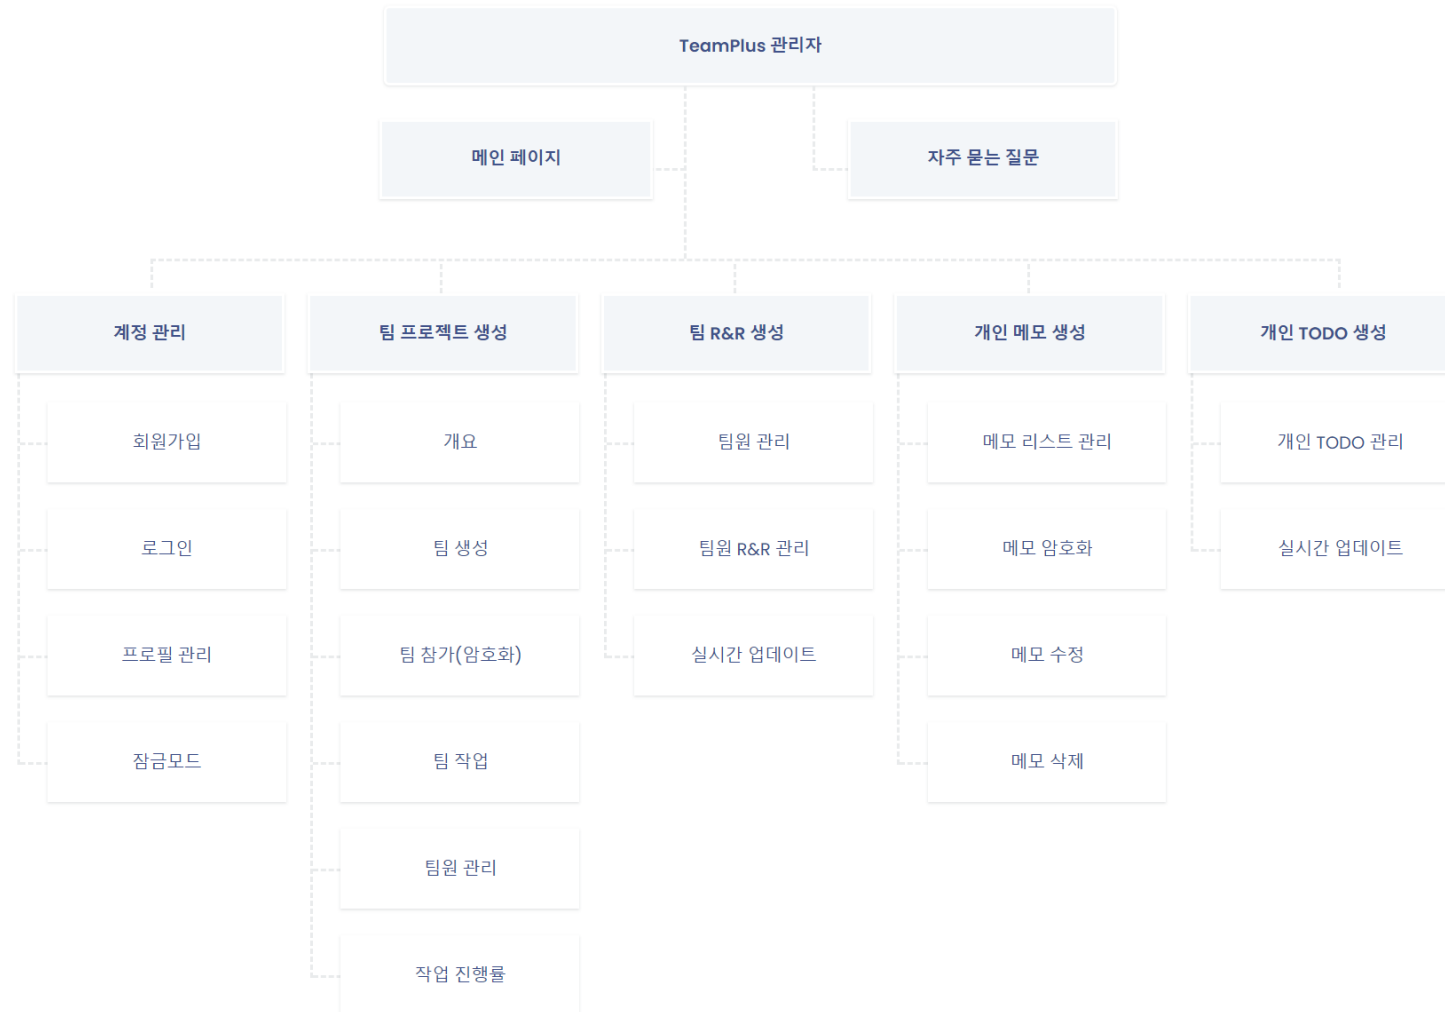 TeamPlus 관리자
메인 페이지
자주 묻는 질문
계정 관리
회원가입
로그인
프로필 관리
잠금모드
팀 프로젝트 생성
개요
팀 생성
팀 참가(암호화)
팀 작업
팀원 관리
작업 진행률
팀 R&R 생성
팀원 관리
팀원 R&R 관리
실시간 업데이트
개인 메모 생성
메모 리스트 관리
메모 암호화
메모 수정
메모 삭제
개인 TODO 생성
개인 TODO 관리
실시간 업데이트